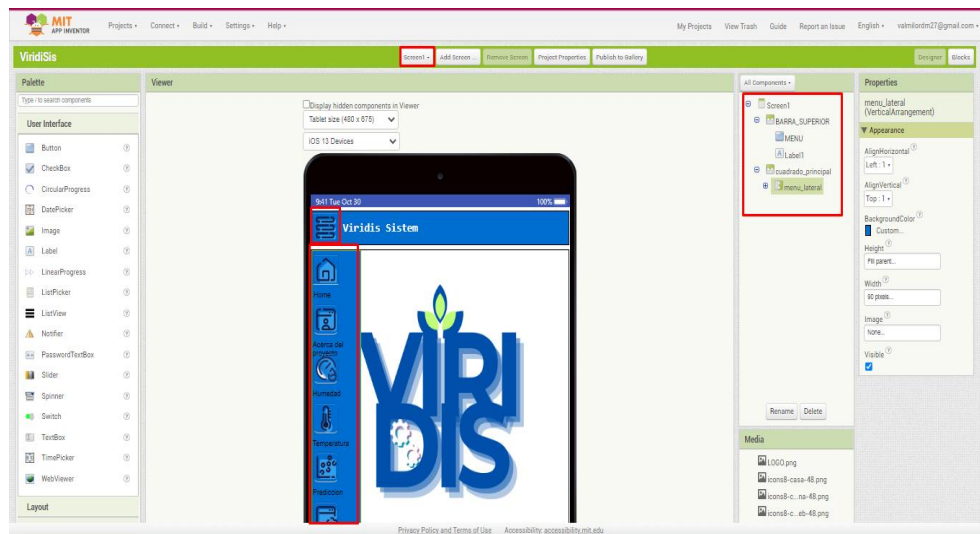 MIT
APP INVENTOR
Projects
Connect
Build
Settings
Help
My Projects
View Trash
Guide
Report an Issue
English
valmilordm27@gmail.com
ViridiSis
Screen1
Add Screen ...
Remove Screen
Project Properties
Publish to Gallery
Designer
Blocks
Palette
Type / to search components
User Interface
Button
CheckBox
CircularProgress
DatePicker
Image
Label
LinearProgress
ListPicker
ListView
Notifier
PasswordTextBox
Slider
Spinner
Switch
TextBox
TimePicker
WebViewer
Layout
Viewer
Display hidden components in Viewer
Tablet size (480 x 675)
iOS 13 Devices
9:41 Tue Oct 30
100%
Viridis Sistem
Home
Acerca del
proyecto
Humedad
Temperatura
Prediccion
VIRI
DIS
All Components
Screen1
BARRA_SUPERIOR
MENU
Label1
cuadrado_principal
menu_lateral
Rename
Delete
Media
LOGO.png
icons8-casa-48.png
icons8-c...na-48.png
icons8-c...eb-48.png
Properties
menu_lateral
(VerticalArrangement)
Appearance
AlignHorizontal
Left : 1
AlignVertical
Top : 1
BackgroundColor
Custom...
Height
Fill parent...
Width
90 pixels...
Image
None...
Visible
Privacy Policy and Terms of Use
Accessibility: accessibility.mit.edu